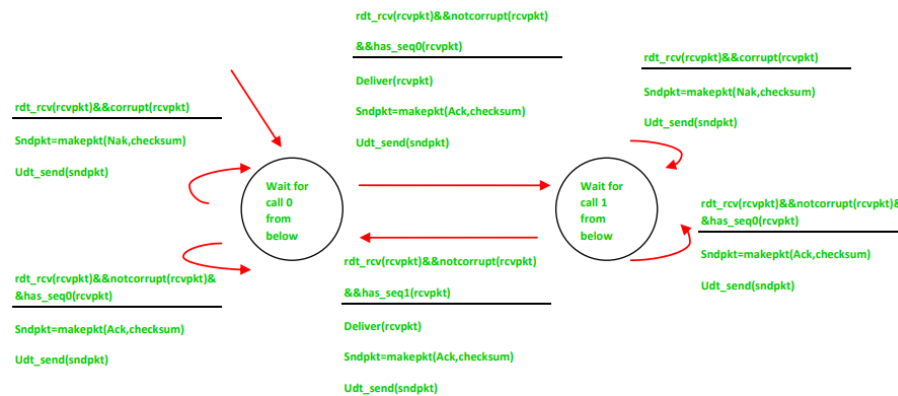 rdt_rcv(rcvpkt)&&notcorrupt(rcvpkt)
&&has_seq0(rcvpkt)
Deliver(rcvpkt)
Sndpkt=makepkt(Ack,checksum)
Udt_send(sndpkt)
rdt_rcv(rcvpkt)&&corrupt(rcvpkt)
Sndpkt=makepkt(Nak,checksum)
Udt_send(sndpkt)
rdt_rcv(rcvpkt)&&corrupt(rcvpkt)
Sndpkt=makepkt(Nak,checksum)
Udt_send(sndpkt)
Wait for
call 0
from
below
Wait for
call 1
from
below
rdt_rcv(rcvpkt)&&notcorrupt(rcvpkt)&
&has_seq0(rcvpkt)
Sndpkt=makepkt(Ack,checksum)
Udt_send(sndpkt)
rdt_rcv(rcvpkt)&&notcorrupt(rcvpkt)&
&has_seq0(rcvpkt)
Sndpkt=makepkt(Ack,checksum)
Udt_send(sndpkt)
rdt_rcv(rcvpkt)&&notcorrupt(rcvpkt)
&&has_seq1(rcvpkt)
Deliver(rcvpkt)
Sndpkt=makepkt(Ack,checksum)
Udt_send(sndpkt)